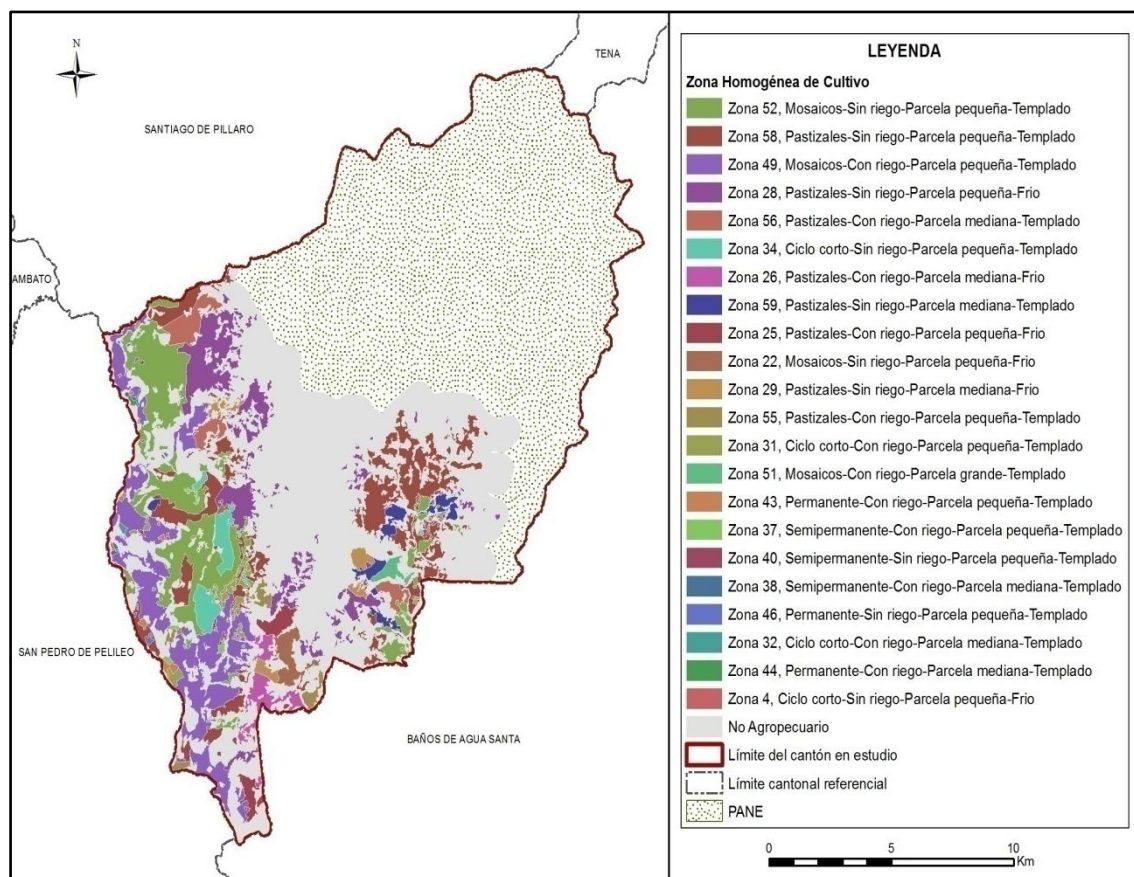 N
TENA
SANTIAGO DE PILLARO
AMBATO
SAN PEDRO DE PELILEO
BAÑOS DE AGUA SANTA
LEYENDA
Zona Homogénea de Cultivo
Zona 52, Mosaicos-Sin riego-Parcela pequeña-Templado
Zona 58, Pastizales-Sin riego-Parcela pequeña-Templado
Zona 49, Mosaicos-Con riego-Parcela pequeña-Templado
Zona 28, Pastizales-Sin riego-Parcela pequeña-Frio
Zona 56, Pastizales-Con riego-Parcela mediana-Templado
Zona 34, Ciclo corto-Sin riego-Parcela pequeña-Templado
Zona 26, Pastizales-Con riego-Parcela mediana-Frio
Zona 59, Pastizales-Sin riego-Parcela mediana-Templado
Zona 25, Pastizales-Con riego-Parcela pequeña-Frio
Zona 22, Mosaicos-Sin riego-Parcela pequeña-Frio
Zona 29, Pastizales-Sin riego-Parcela mediana-Frio
Zona 55, Pastizales-Con riego-Parcela pequeña-Templado
Zona 31, Ciclo corto-Con riego-Parcela pequeña-Templado
Zona 51, Mosaicos-Con riego-Parcela grande-Templado
Zona 43, Permanente-Con riego-Parcela pequeña-Templado
Zona 37, Semipermanente-Con riego-Parcela pequeña-Templado
Zona 40, Semipermanente-Sin riego-Parcela pequeña-Templado
Zona 38, Semipermanente-Con riego-Parcela mediana-Templado
Zona 46, Permanente-Sin riego-Parcela pequeña-Templado
Zona 32, Ciclo corto-Con riego-Parcela mediana-Templado
Zona 44, Permanente-Con riego-Parcela mediana-Templado
Zona 4, Ciclo corto-Sin riego-Parcela pequeña-Frio
No Agropecuario
Límite del cantón en estudio
Límite cantonal referencial
PANE
0 5 10
Km